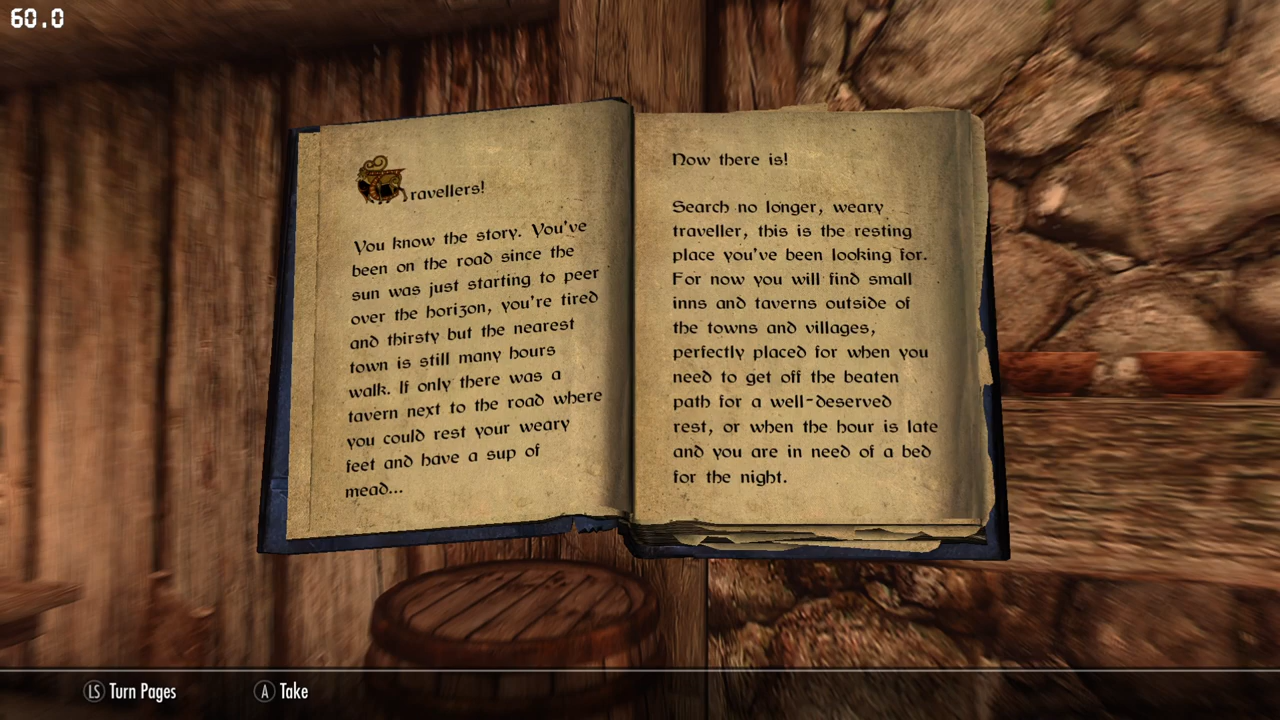 60.0
Travellers!
You know the story. You've
been on the road since the
sun was just starting to peer
over the horizon, you're tired
and thirsty but the nearest
town is still many hours
walk. If only there was a
tavern next to the road where
you could rest your weary
feet and have a sup of
mead...
Now there is!
Search no longer, weary
traveller, this is the resting
place you've been looking for.
For now you will find small
inns and taverns outside of
the towns and villages,
perfectly placed for when you
need to get off the beaten
path for a well-deserved
rest, or when the hour is late
and you are in need of a bed
for the night.
LS Turn Pages
A Take